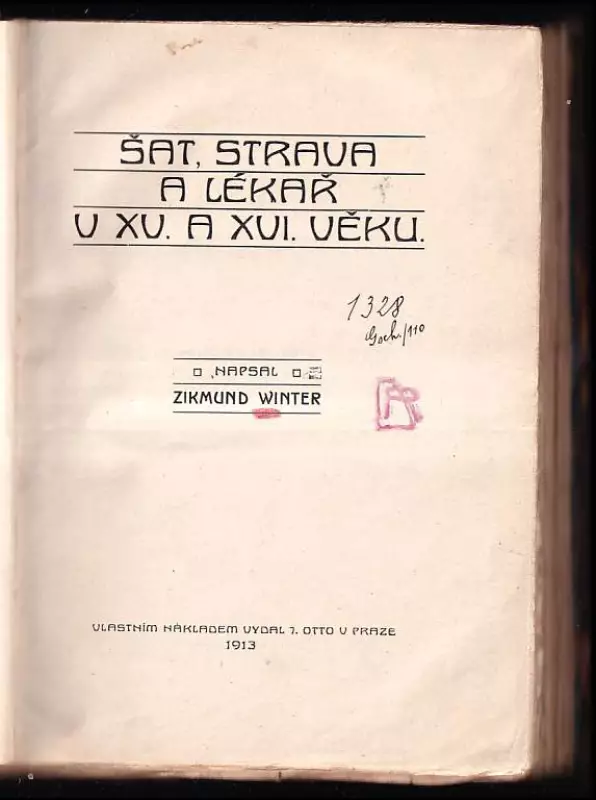 ŠAT, STRAVA
A LÉKAŘ
V XV. A XVI. VĚKU.
1328
NAPSAL
ZIKMUND WINTER
VLASTNÍM NÁKLADEM VYDAL J. OTTO V PRAZE
1913